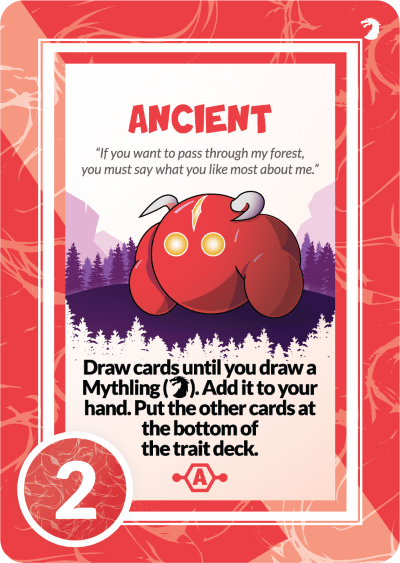 ANCIENT
“If you want to pass through my forest,
you must say what you like most about me.”
Draw cards until you draw a
Mythling ( ). Add it to your
hand. Put the other cards at
the bottom of
the trait deck.
A
2